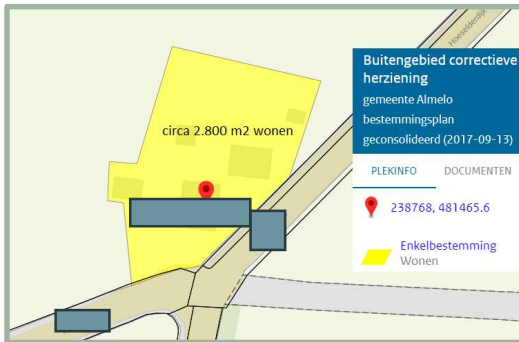 Hoeselderdijk
circa 2.800 m2 wonen
Buitengebied correctieve
herziening
gemeente Almelo
bestemmingsplan
geconsolideerd (2017-09-13)
PLEKINFO DOCUMENTEN
238768, 481465.6
Enkelbestemming
Wonen